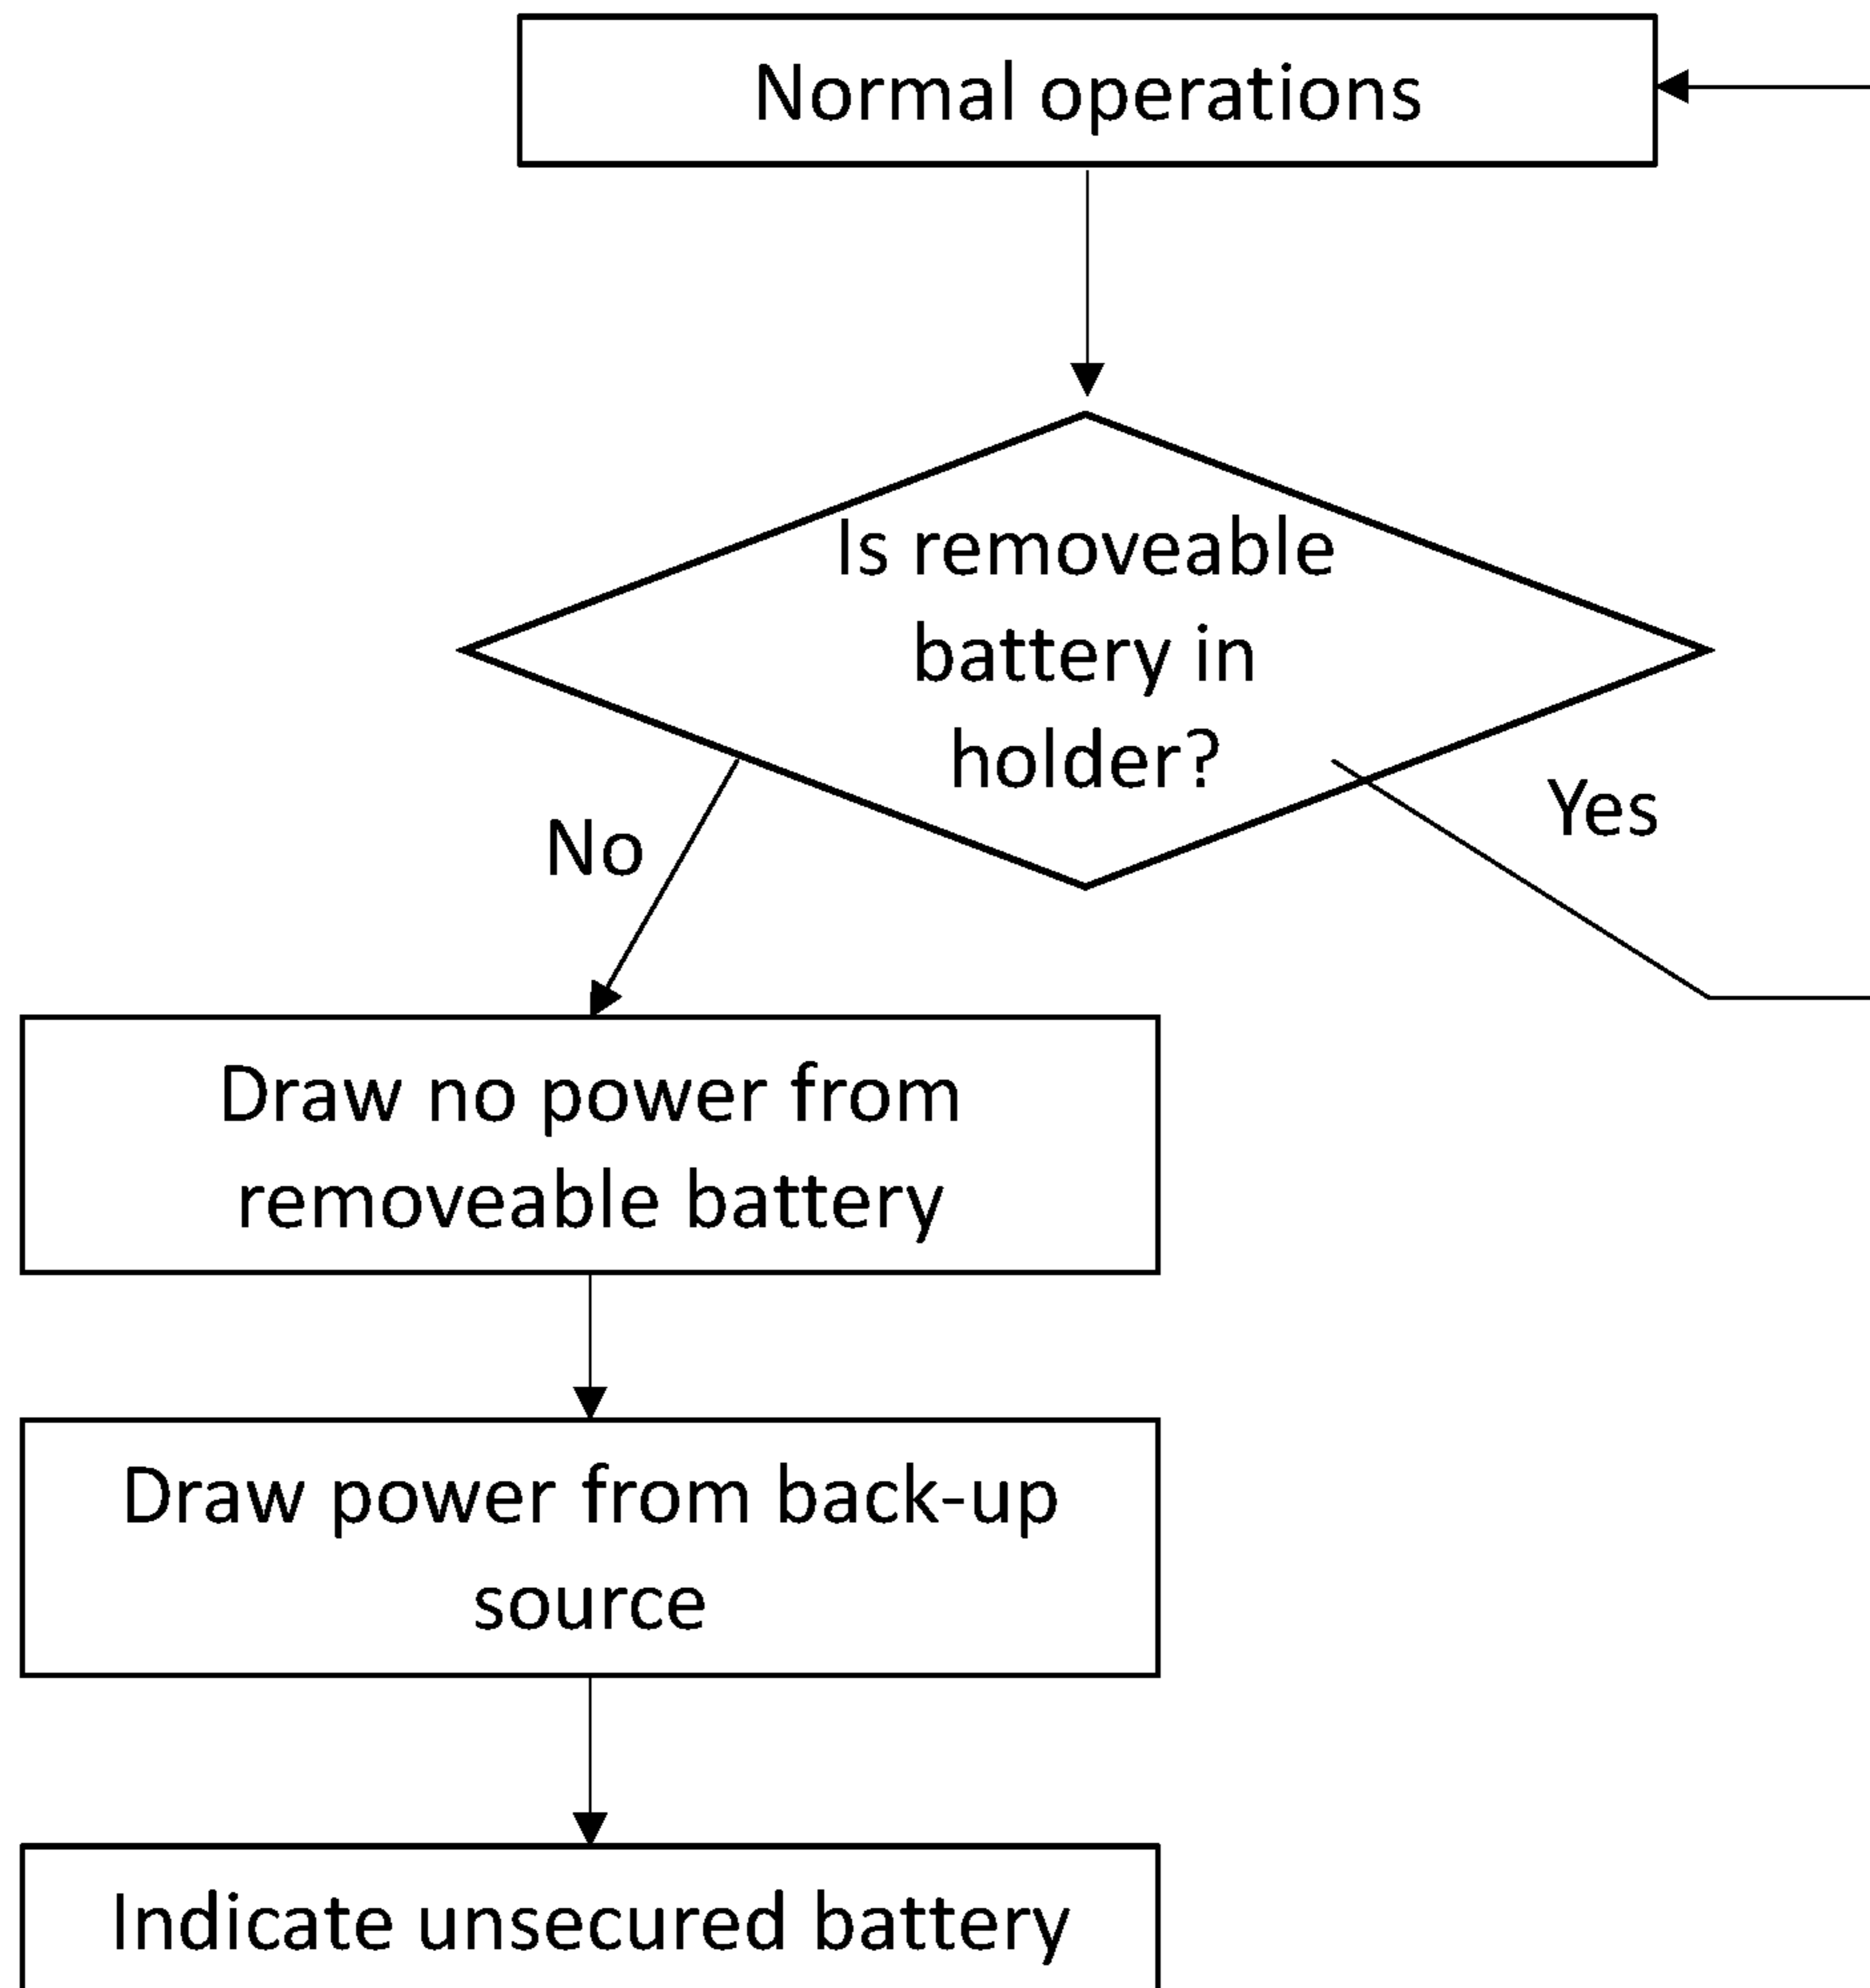 Normal operations
Is removeable
battery in
holder?
No
Yes
Draw no power from
removeable battery
Draw power from back-up
source
Indicate unsecured battery